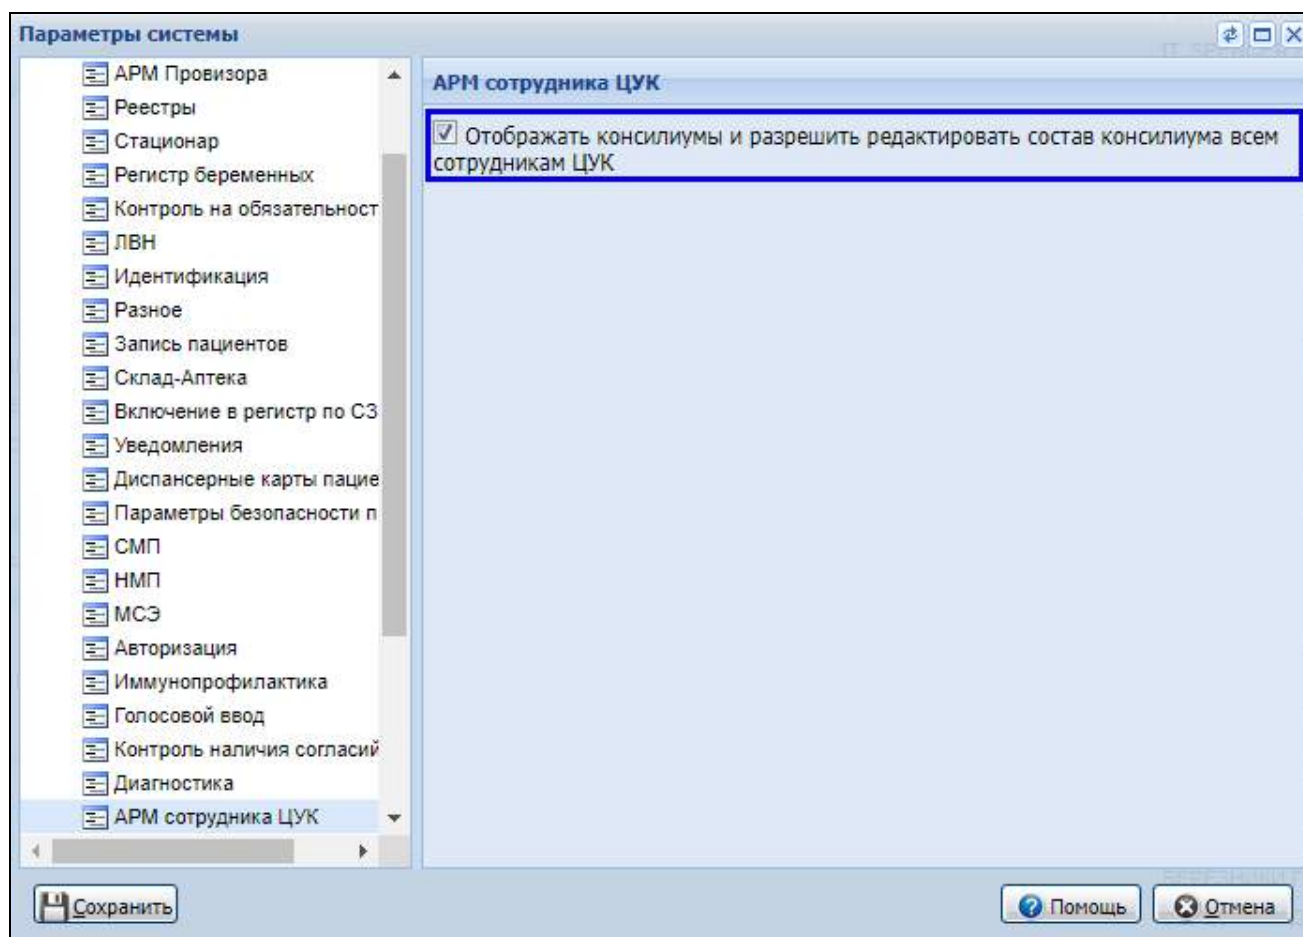 Параметры системы
АРМ Провизора
Реестры
Стационар
Регистр беременных
Контроль на обязательност
ЛВН
Идентификация
Разное
Запись пациентов
Склад-Аптека
Включение в регистр по СЗ
Уведомления
Диспансерные карты пацие
Параметры безопасности п
СМП
НМП
МСЭ
Авторизация
Иммунопрофилактика
Голосовой ввод
Контроль наличия согласий
Диагностика
АРМ сотрудника ЦУК
АРМ сотрудника ЦУК
Отображать консилиумы и разрешить редактировать состав консилиума всем
сотрудникам ЦУК
Сохранить
Помощь
Отмена